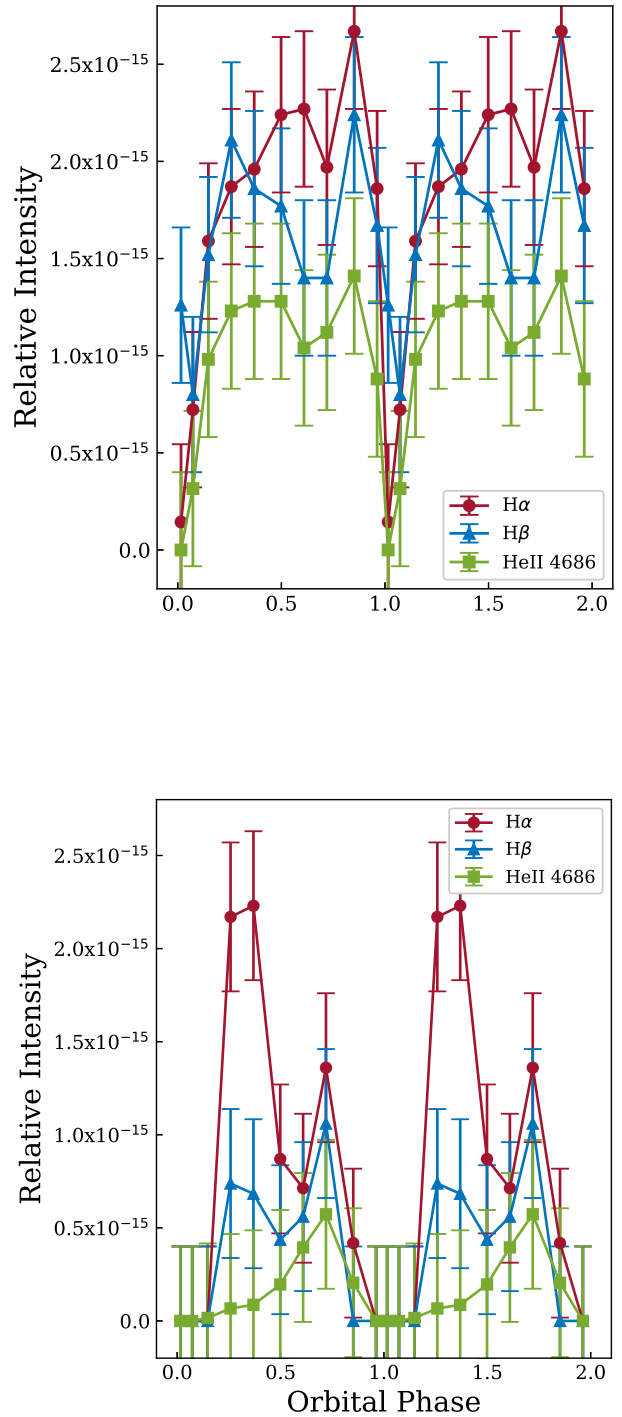 Relative Intensity
2.5x10⁻¹⁵
2.0x10⁻¹⁵
1.5x10⁻¹⁵
1.0x10⁻¹⁵
0.5x10⁻¹⁵
0.0
Hα
Hβ
HeII 4686
0.0 0.5 1.0 1.5 2.0
Relative Intensity
2.5x10⁻¹⁵
2.0x10⁻¹⁵
1.5x10⁻¹⁵
1.0x10⁻¹⁵
0.5x10⁻¹⁵
0.0
Hα
Hβ
HeII 4686
0.0 0.5 1.0 1.5 2.0
Orbital Phase